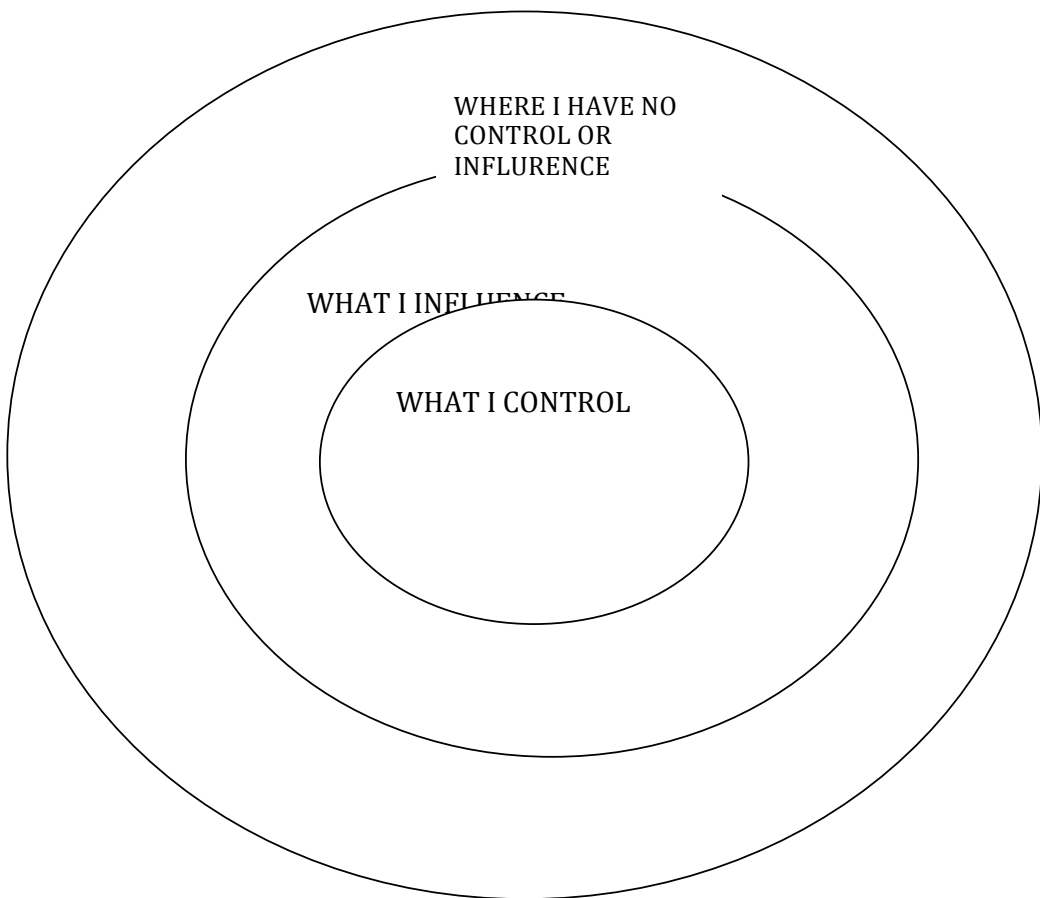 WHERE I HAVE NO
CONTROL OR
INFLURENCE
WHAT I INFLUENCE
WHAT I CONTROL